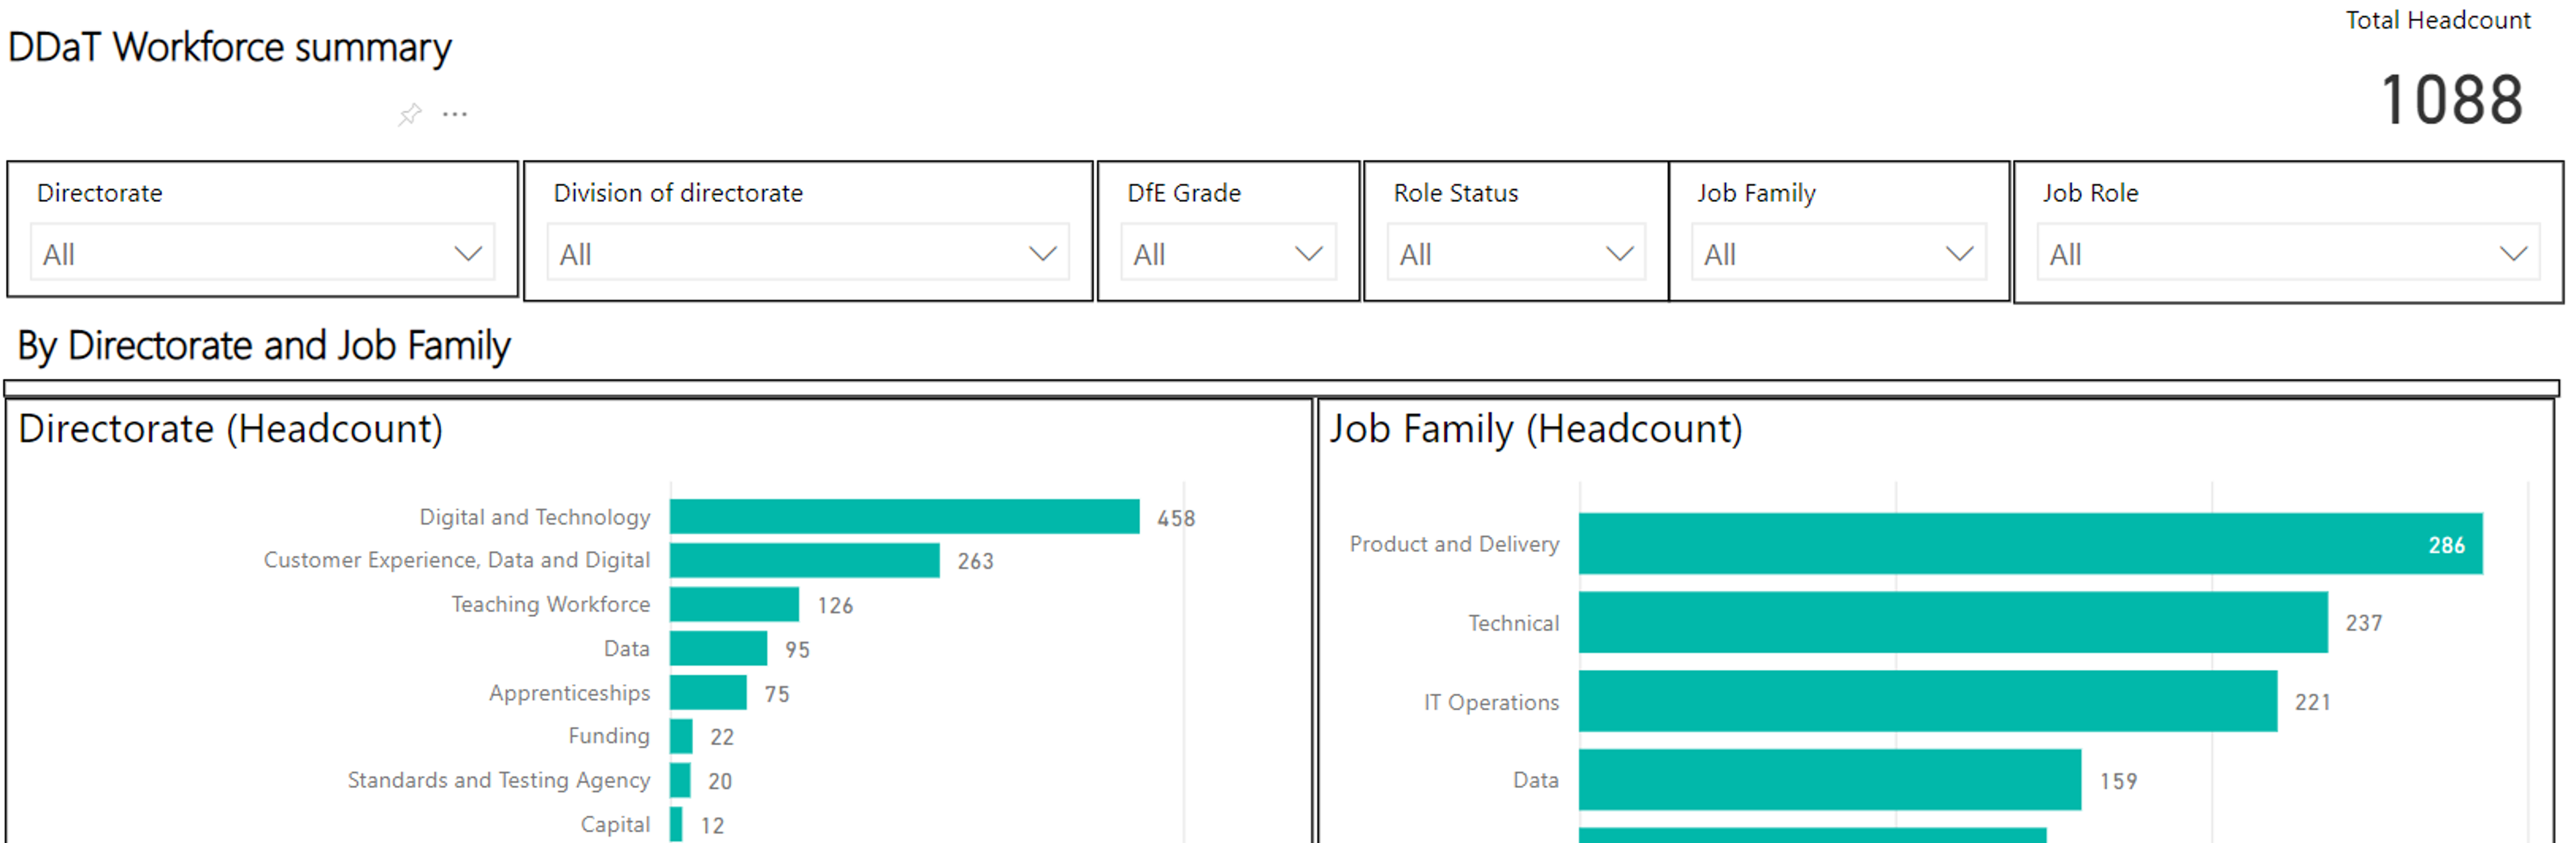 DDaT Workforce summary
Total Headcount
1088
Directorate
All
Division of directorate
All
DfE Grade
All
Role Status
All
Job Family
All
Job Role
All
By Directorate and Job Family
Directorate (Headcount)
Digital and Technology 458
Customer Experience, Data and Digital 263
Teaching Workforce 126
Data 95
Apprenticeships 75
Funding 22
Standards and Testing Agency 20
Capital 12
Job Family (Headcount)
Product and Delivery 286
Technical 237
IT Operations 221
Data 159